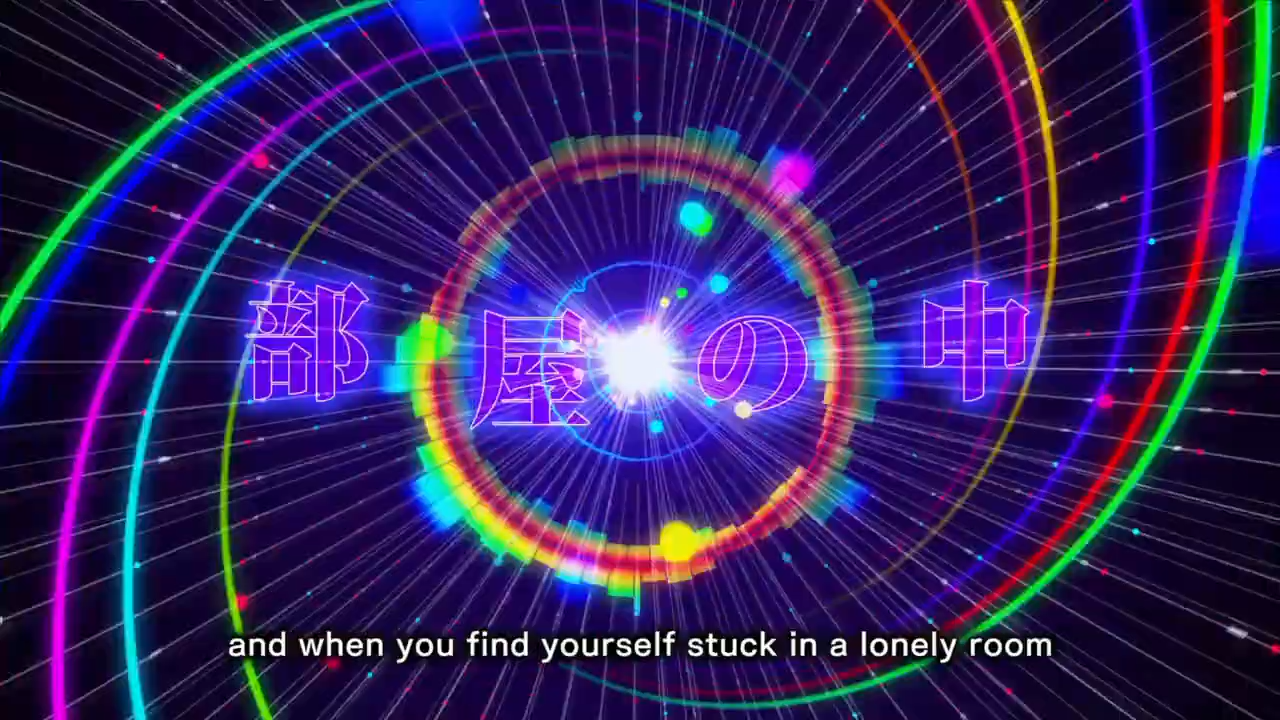 部屋の中
and when you find yourself stuck in a lonely room